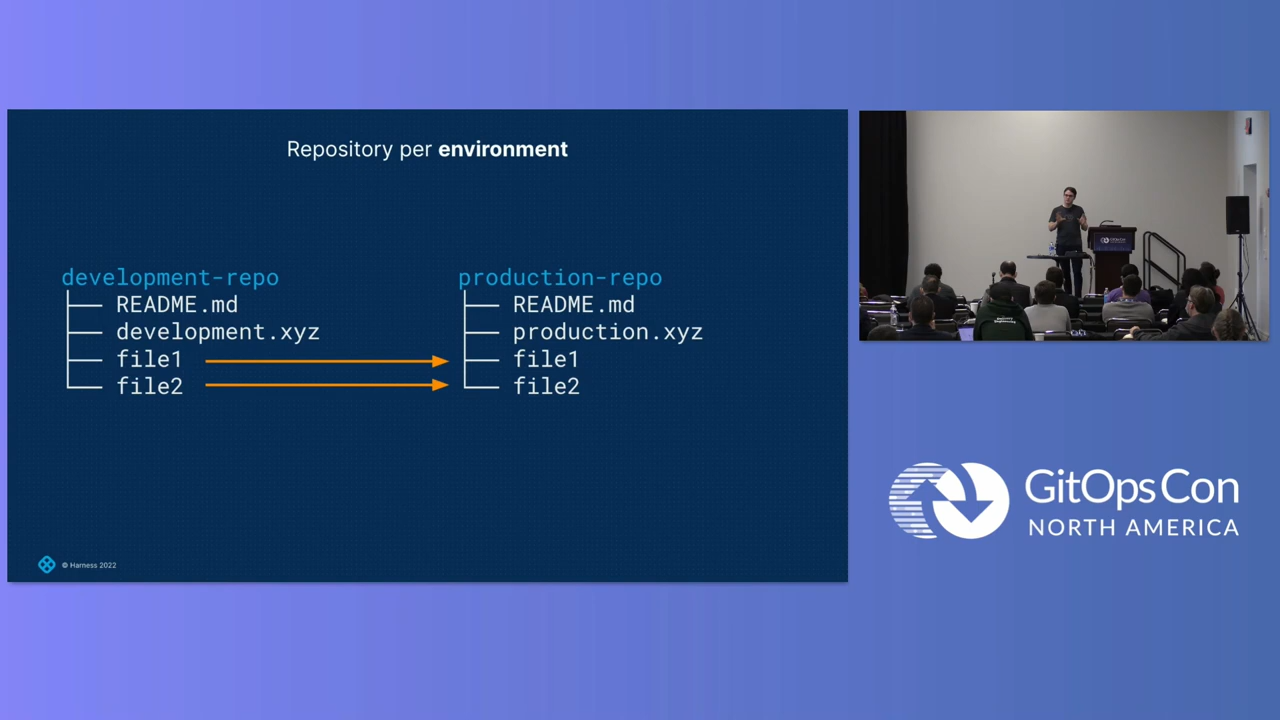 Repository per environment
development-repo
README.md
development.xyz
file1
file2
production-repo
README.md
production.xyz
file1
file2
© Harness 2022
GitOpsCon
NORTH AMERICA